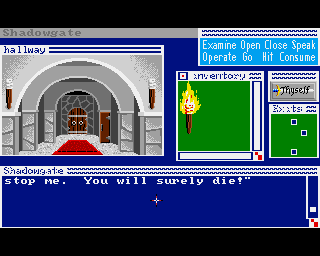 Shadowgate
Examine Open Close Speak
Operate Go Hit Consume
hallway
inventory
Myself
Exits
Shadowgate
stop me. You will surely die!"